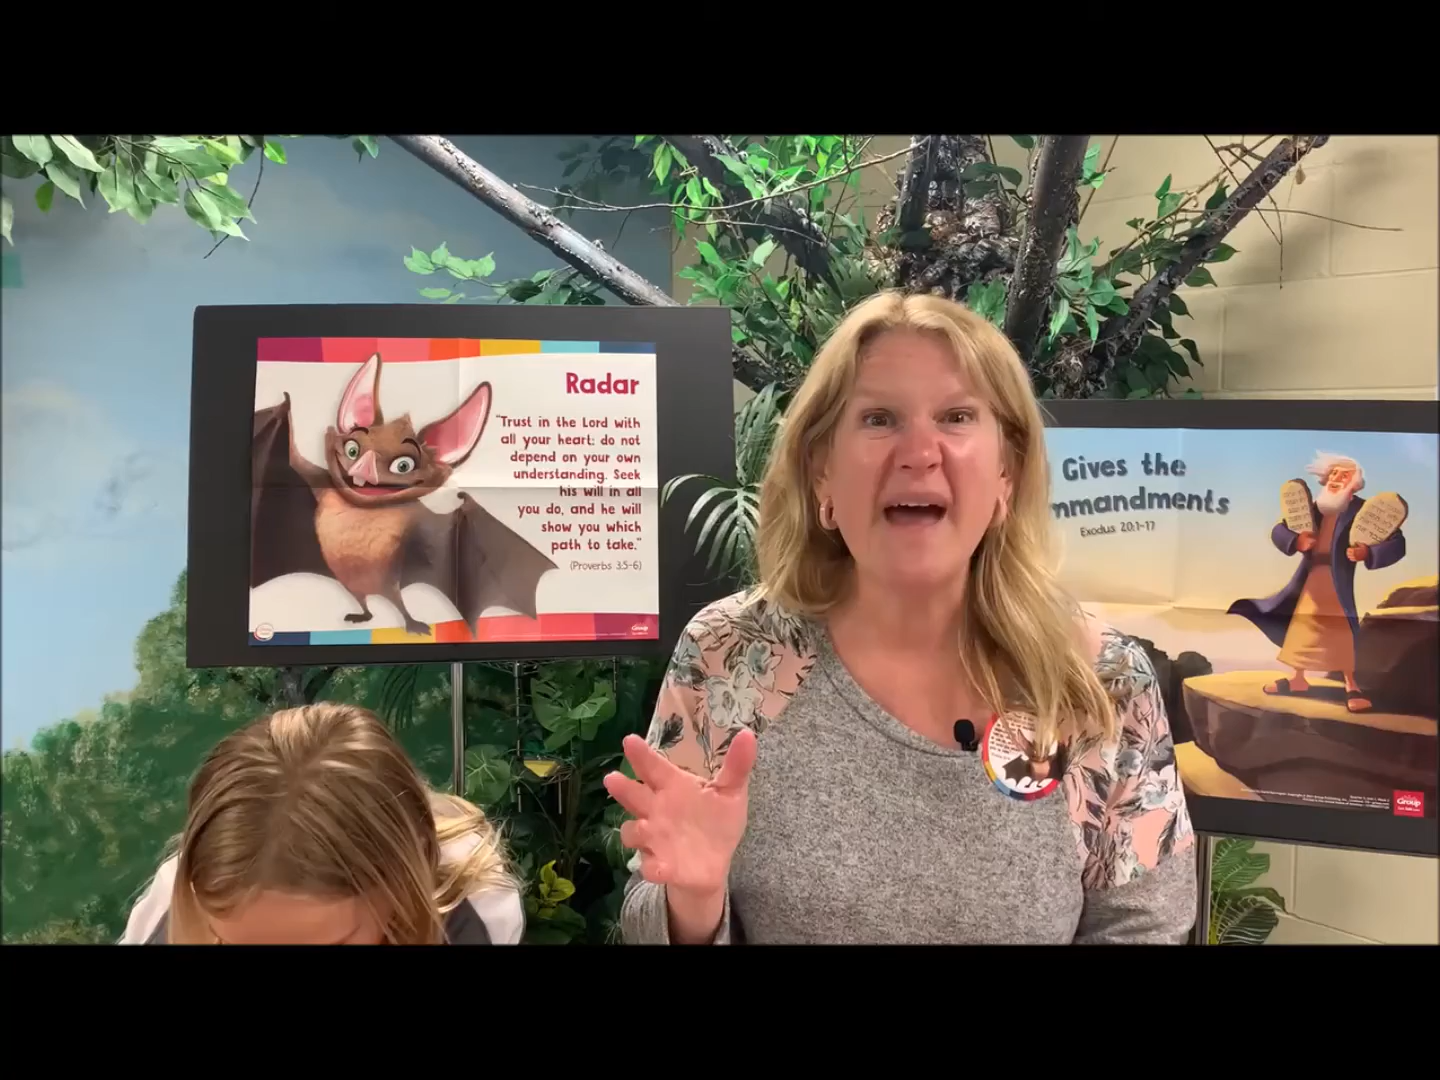 Radar
"Trust in the Lord with
all your heart; do not
depend on your own
understanding. Seek
his will in all
you do, and he will
show you which
path to take."
(Proverbs 3:5-6)
Group
Gives the
mmandments
Exodus 20:1-17
Group